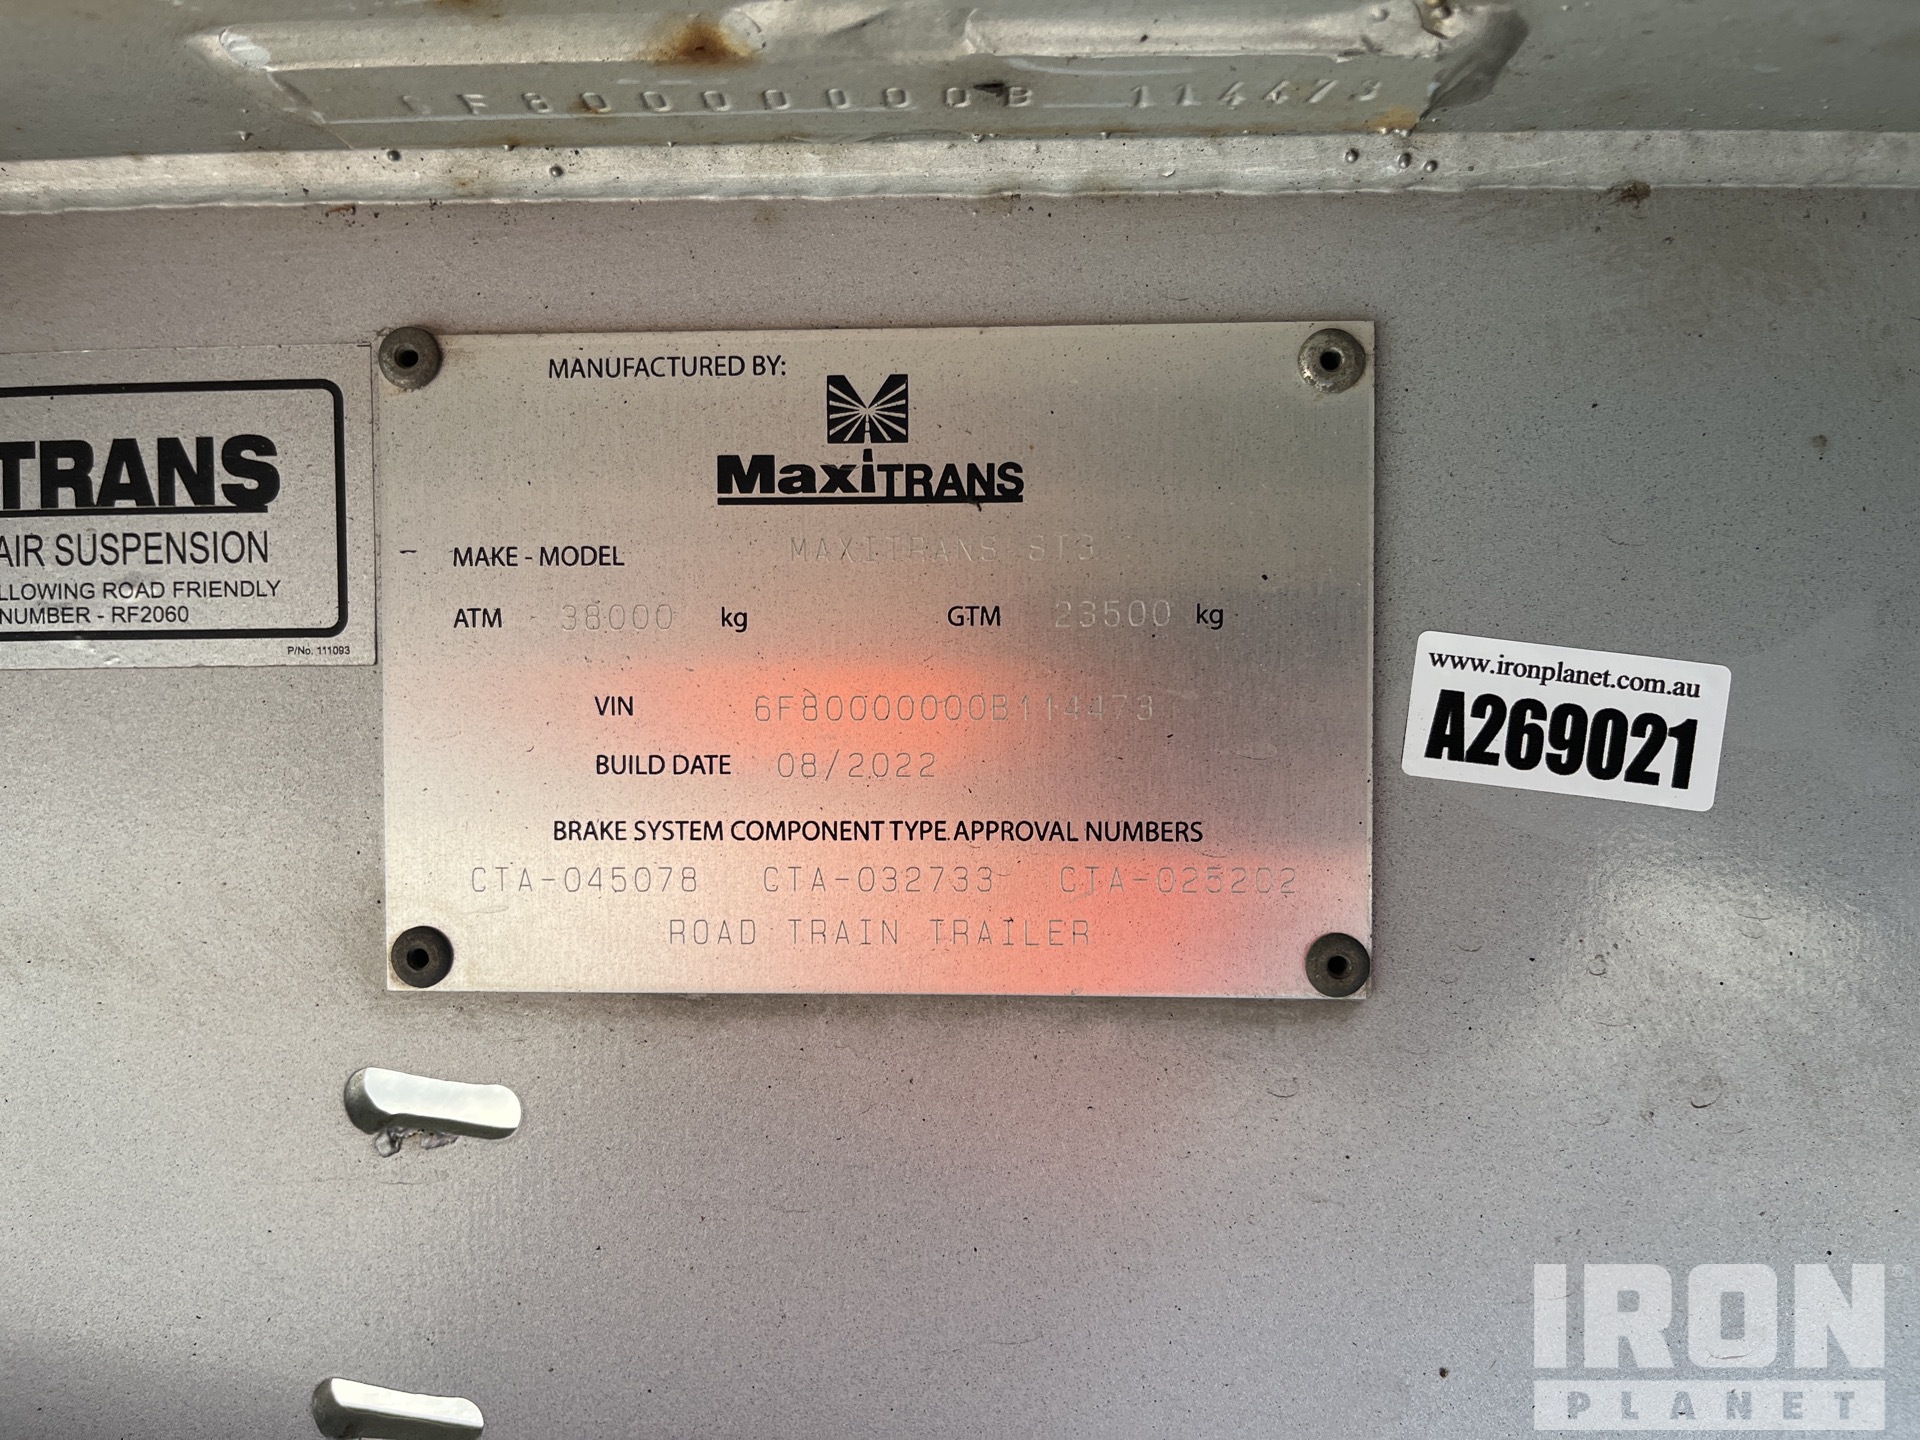 6F80000000B 114473
MANUFACTURED BY:
MaxiTRANS
MAKE - MODEL MAXITRANS ST3
ATM 38000 kg GTM 23500 kg
VIN 6F80000000B114473
BUILD DATE 08/2022
BRAKE SYSTEM COMPONENT TYPE APPROVAL NUMBERS
CTA-045078 CTA-032733 CTA-025202
ROAD TRAIN TRAILER
TRANS
AIR SUSPENSION
LLOWING ROAD FRIENDLY
NUMBER - RF2060
P/No. 111093
www.ironplanet.com.au
A269021
IRON
PLANET